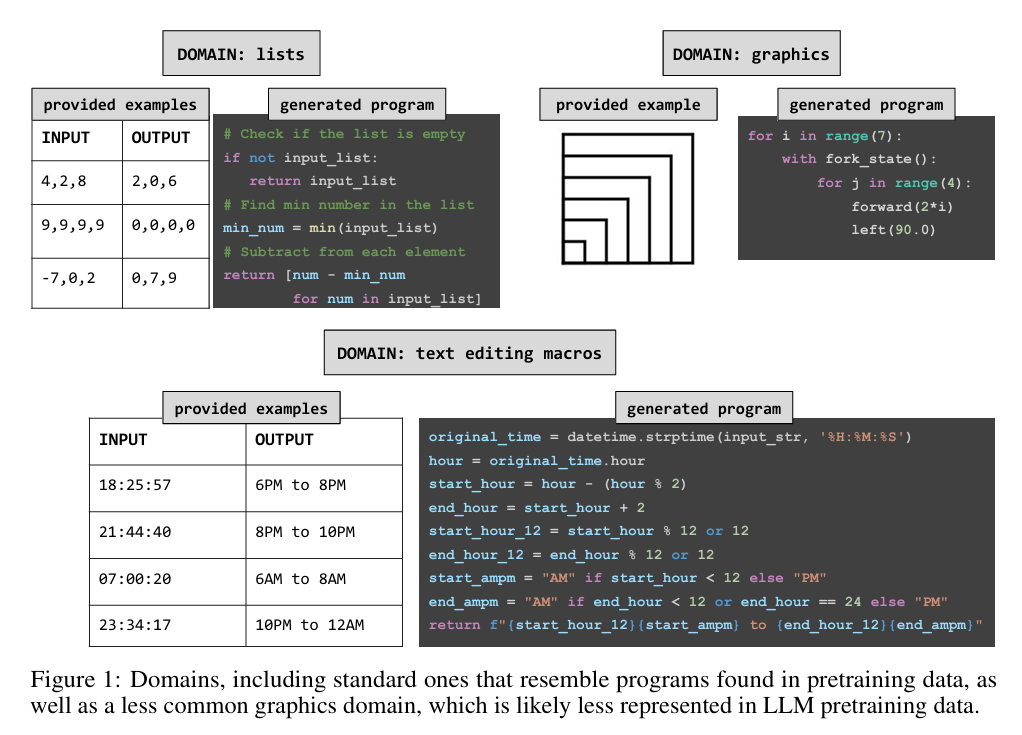 DOMAIN: lists
provided examples
INPUT OUTPUT
4,2,8 2,0,6
9,9,9,9 0,0,0,0
-7,0,2 0,7,9
generated program
# Check if the list is empty
if not input_list:
return input_list
# Find min number in the list
min_num = min(input_list)
# Subtract from each element
return [num - min_num
for num in input_list]
DOMAIN: graphics
provided example
generated program
for i in range(7):
with fork_state():
for j in range(4):
forward(2*i)
left(90.0)
DOMAIN: text editing macros
provided examples
INPUT OUTPUT
18:25:57 6PM to 8PM
21:44:40 8PM to 10PM
07:00:20 6AM to 8AM
23:34:17 10PM to 12AM
generated program
original_time = datetime.strptime(input_str, '%H:%M:%S')
hour = original_time.hour
start_hour = hour - (hour % 2)
end_hour = start_hour + 2
start_hour_12 = start_hour % 12 or 12
end_hour_12 = end_hour % 12 or 12
start_ampm = "AM" if start_hour < 12 else "PM"
end_ampm = "AM" if end_hour < 12 or end_hour == 24 else "PM"
return f"{start_hour_12}{start_ampm} to {end_hour_12}{end_ampm}"
Figure 1: Domains, including standard ones that resemble programs found in pretraining data, as
well as a less common graphics domain, which is likely less represented in LLM pretraining data.